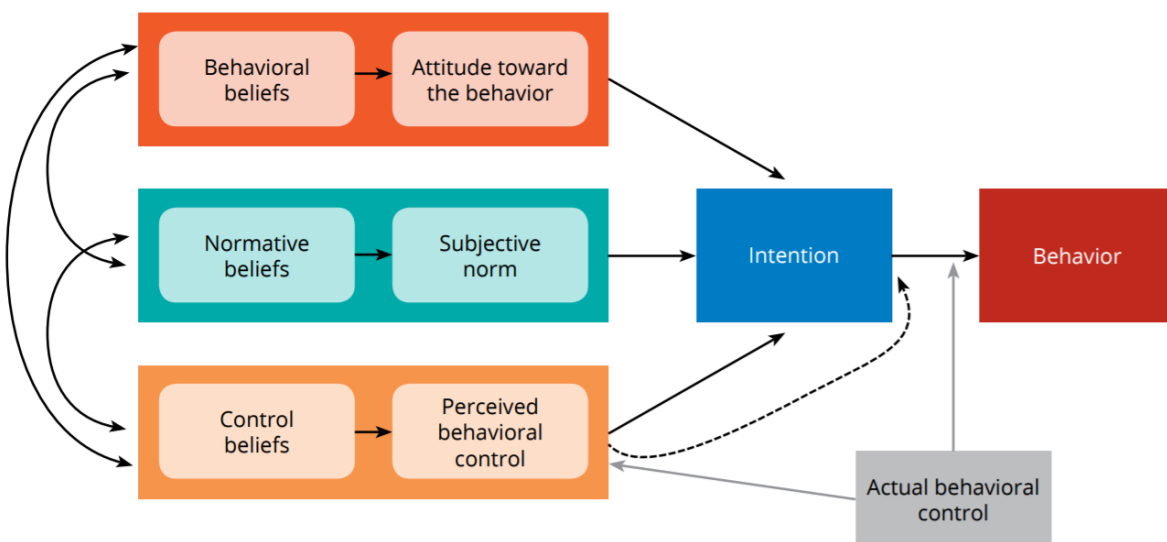 Behavioral
beliefs
Attitude toward
the behavior
Normative
beliefs
Subjective
norm
Intention
Behavior
Control
beliefs
Perceived
behavioral
control
Actual behavioral
control